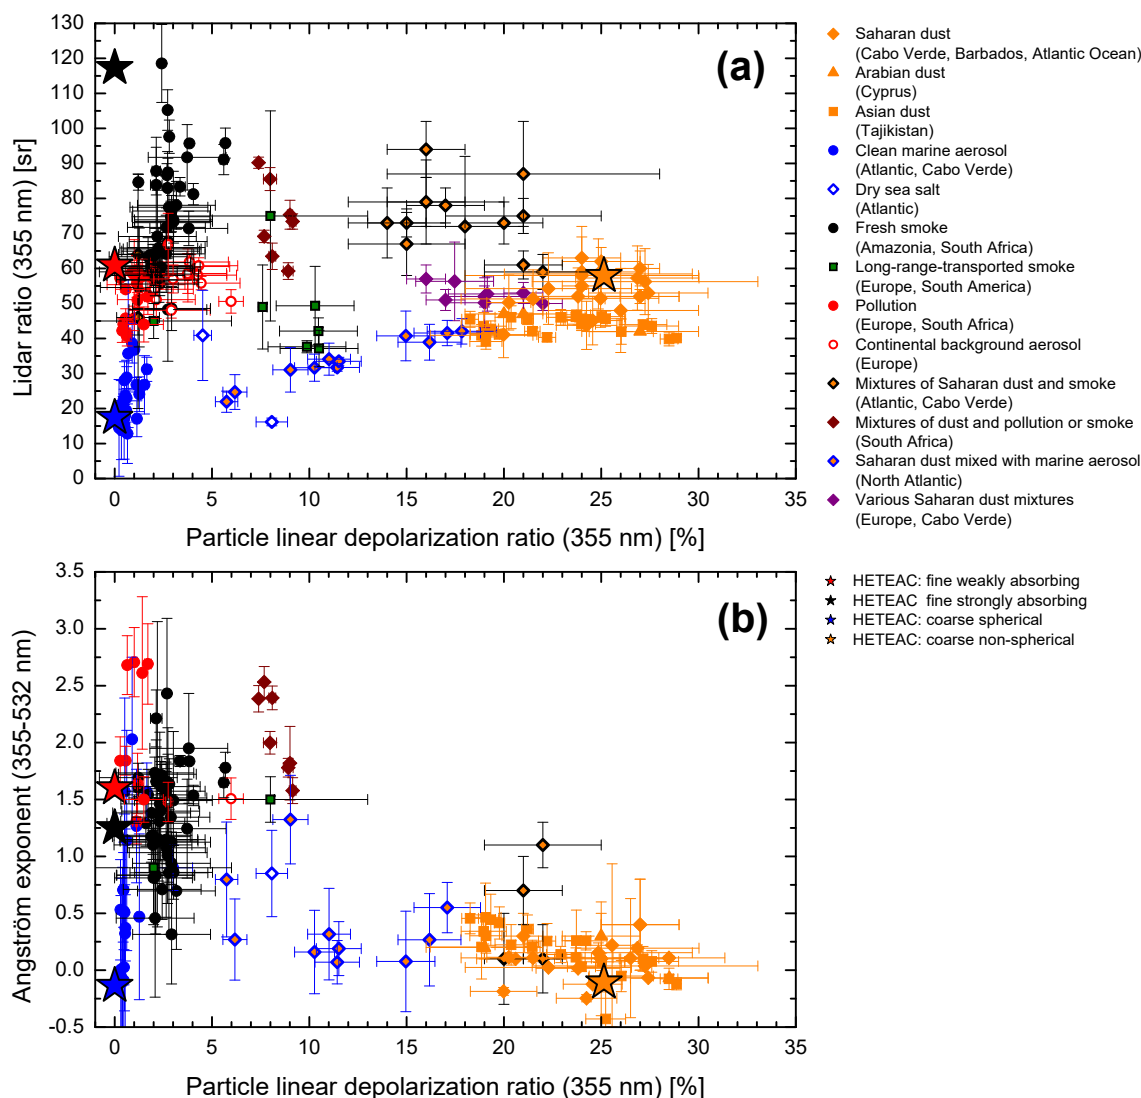 130
120
110
100
90
80
70
60
50
40
30
20
10
0
Lidar ratio (355 nm) [sr]
(a)
0 5 10 15 20 25 30 35
Particle linear depolarization ratio (355 nm) [%]
Saharan dust
(Cabo Verde, Barbados, Atlantic Ocean)
Arabian dust
(Cyprus)
Asian dust
(Tajikistan)
Clean marine aerosol
(Atlantic, Cabo Verde)
Dry sea salt
(Atlantic)
Fresh smoke
(Amazonia, South Africa)
Long-range-transported smoke
(Europe, South America)
Pollution
(Europe, South Africa)
Continental background aerosol
(Europe)
Mixtures of Saharan dust and smoke
(Atlantic, Cabo Verde)
Mixtures of dust and pollution or smoke
(South Africa)
Saharan dust mixed with marine aerosol
(North Atlantic)
Various Saharan dust mixtures
(Europe, Cabo Verde)
3.5
3.0
2.5
2.0
1.5
1.0
0.5
0.0
-0.5
Angström exponent (355-532 nm)
(b)
0 5 10 15 20 25 30 35
Particle linear depolarization ratio (355 nm) [%]
HETEAC: fine weakly absorbing
HETEAC fine strongly absorbing
HETEAC: coarse spherical
HETEAC: coarse non-spherical